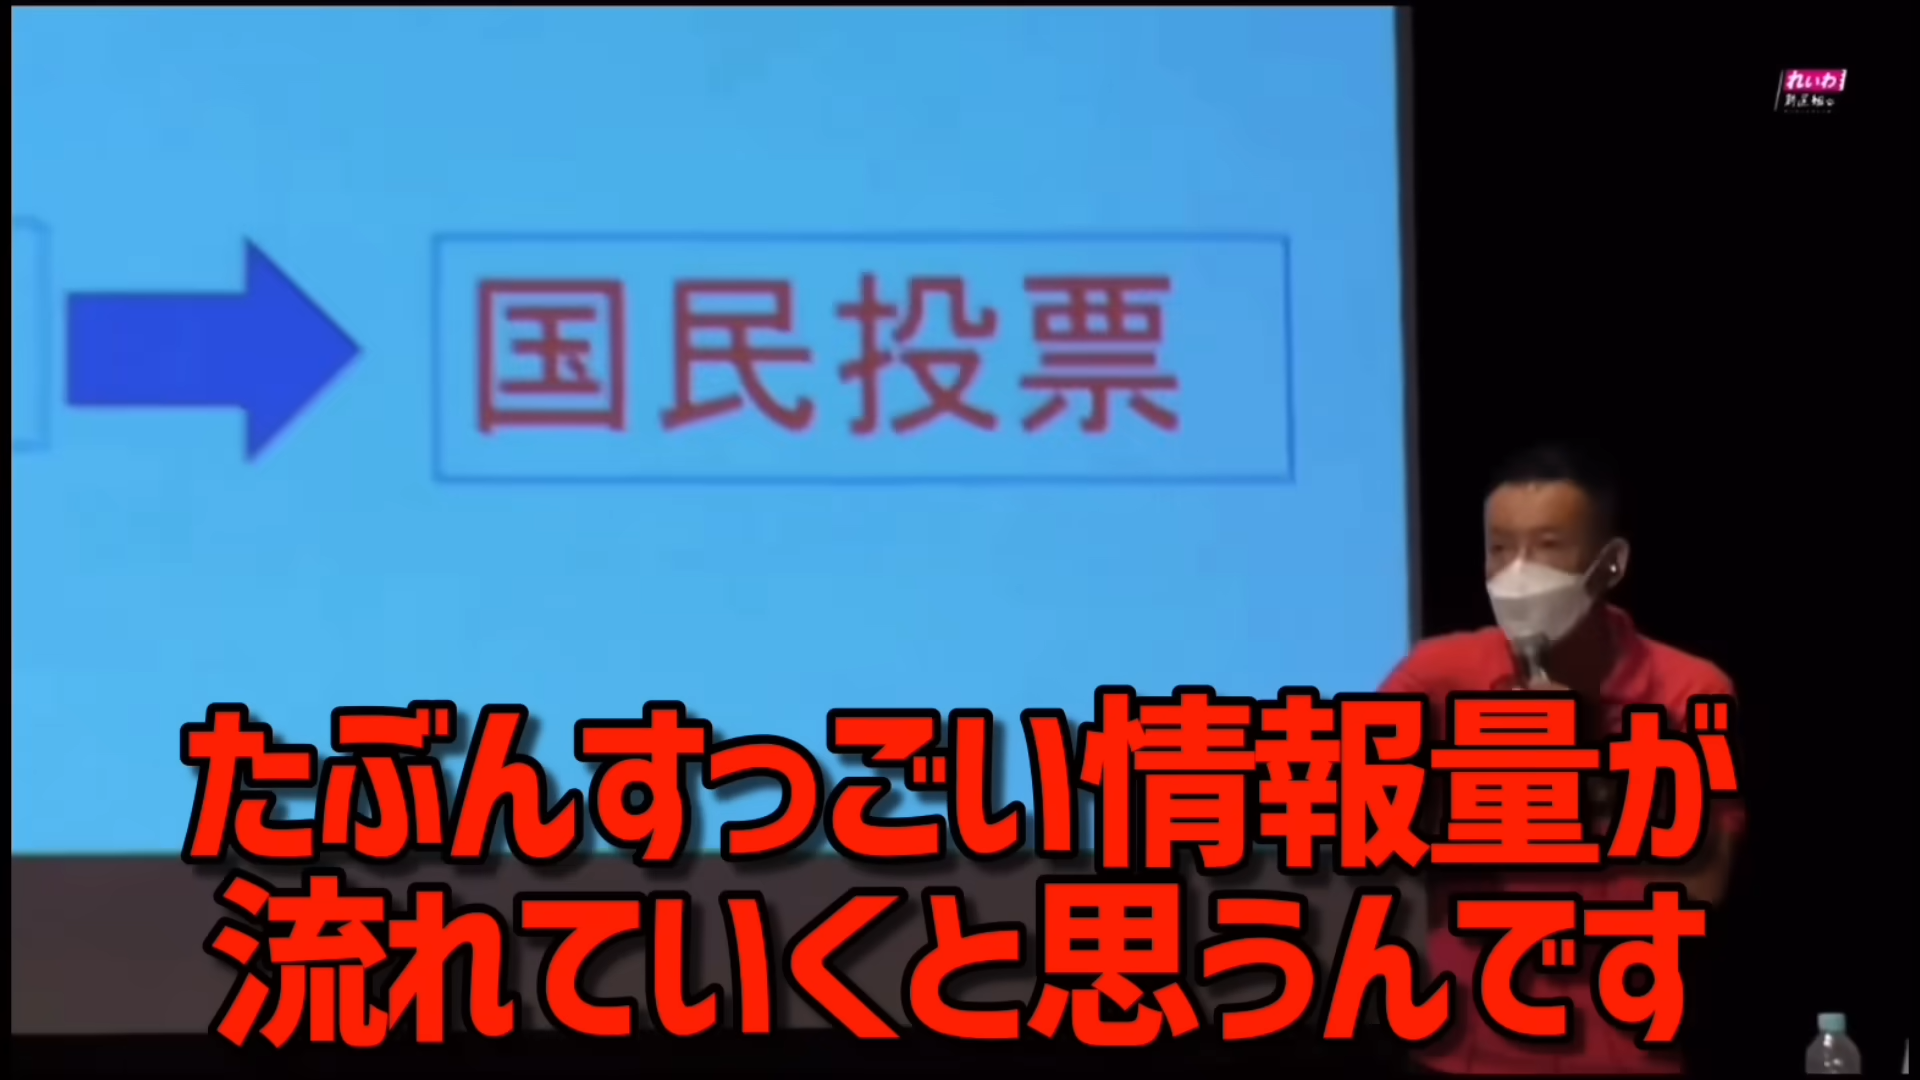 れいわ
国民投票
たぶんすっごい情報量が
流れていくと思うんです